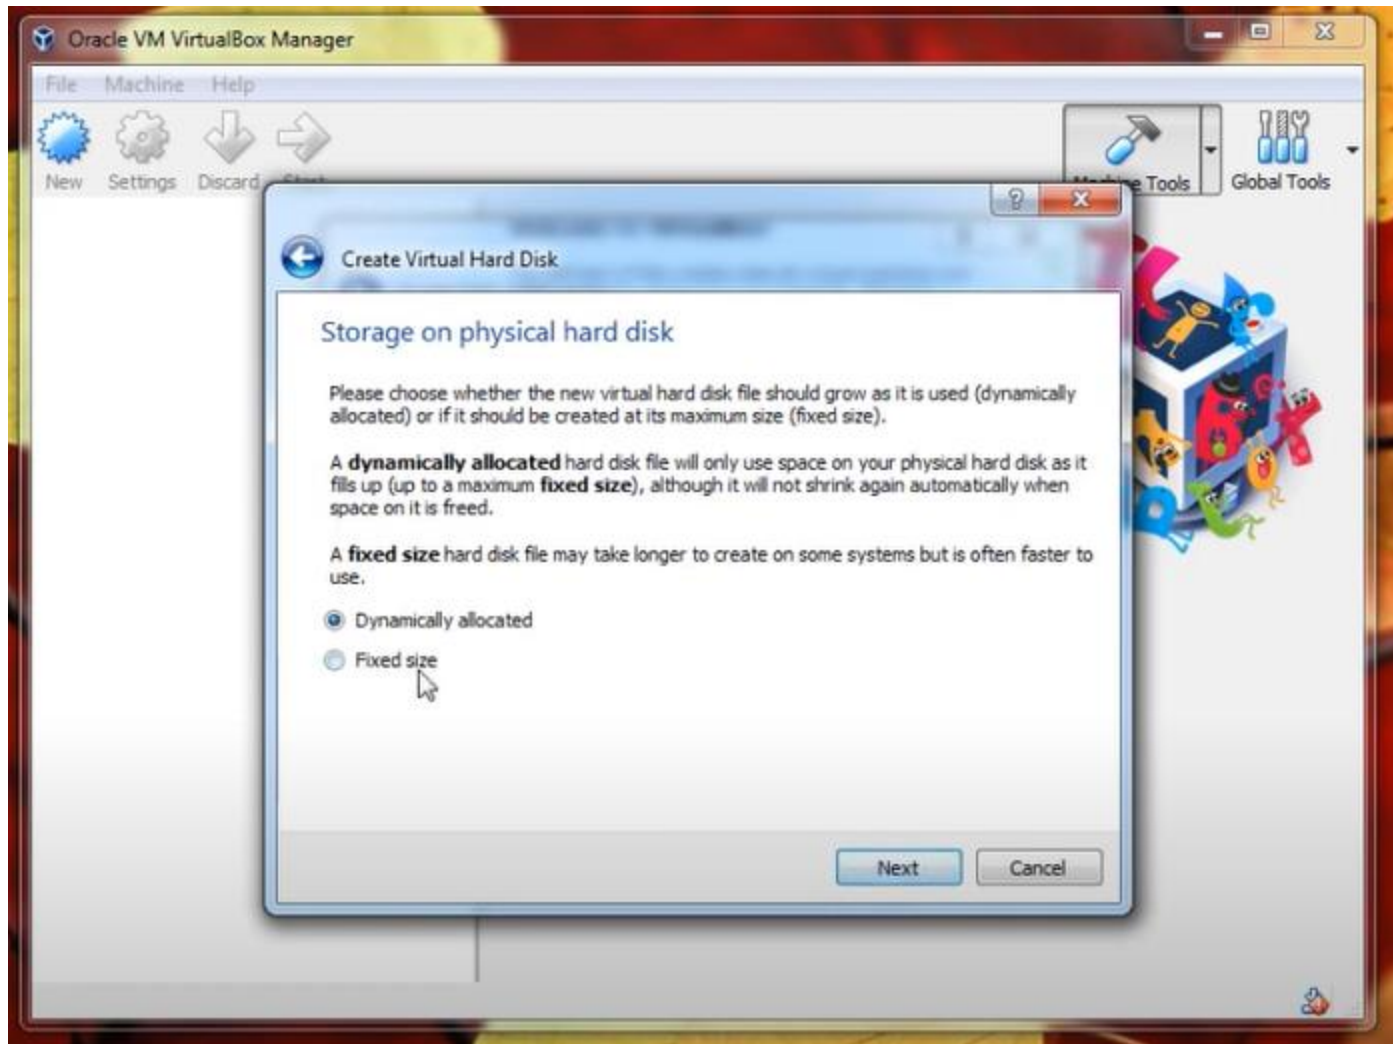 Oracle VM VirtualBox Manager
File Machine Help
New Settings Discard Start
Machine Tools Global Tools
Create Virtual Hard Disk
Storage on physical hard disk
Please choose whether the new virtual hard disk file should grow as it is used (dynamically
allocated) or if it should be created at its maximum size (fixed size).
A dynamically allocated hard disk file will only use space on your physical hard disk as it
fills up (up to a maximum fixed size), although it will not shrink again automatically when
space on it is freed.
A fixed size hard disk file may take longer to create on some systems but is often faster to
use.
Dynamically allocated
Fixed size
Next Cancel